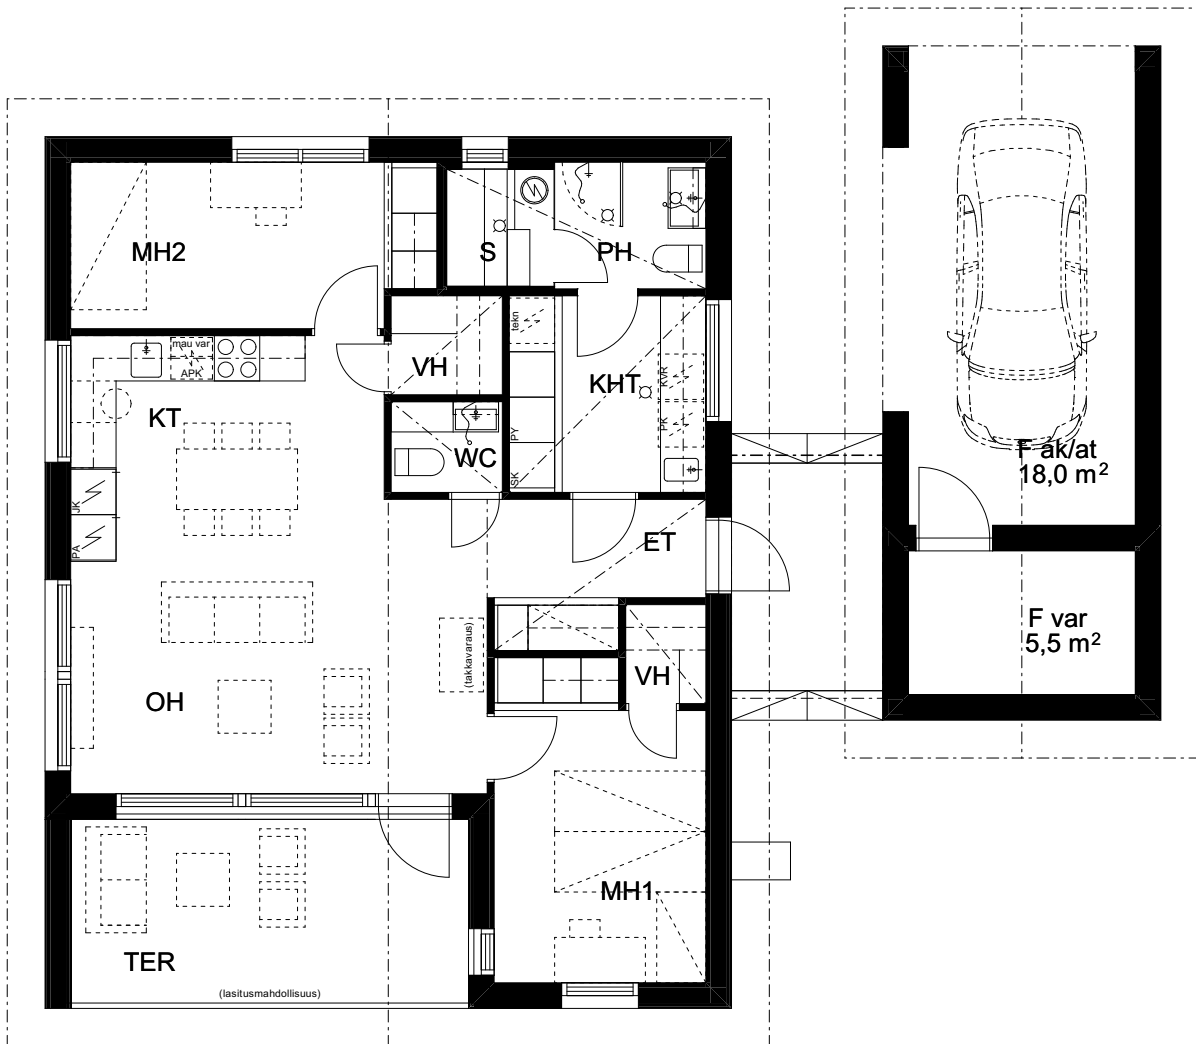 MH2
S
PH
tekn
mau var
APK
VH
KHT
KVR
PK
KT
PY
WC
SK
F ak/at
18,0 m²
JK
PA
ET
F var
5,5 m²
(takkavaraus)
VH
OH
MH1
TER
(lasitusmahdollisuus)